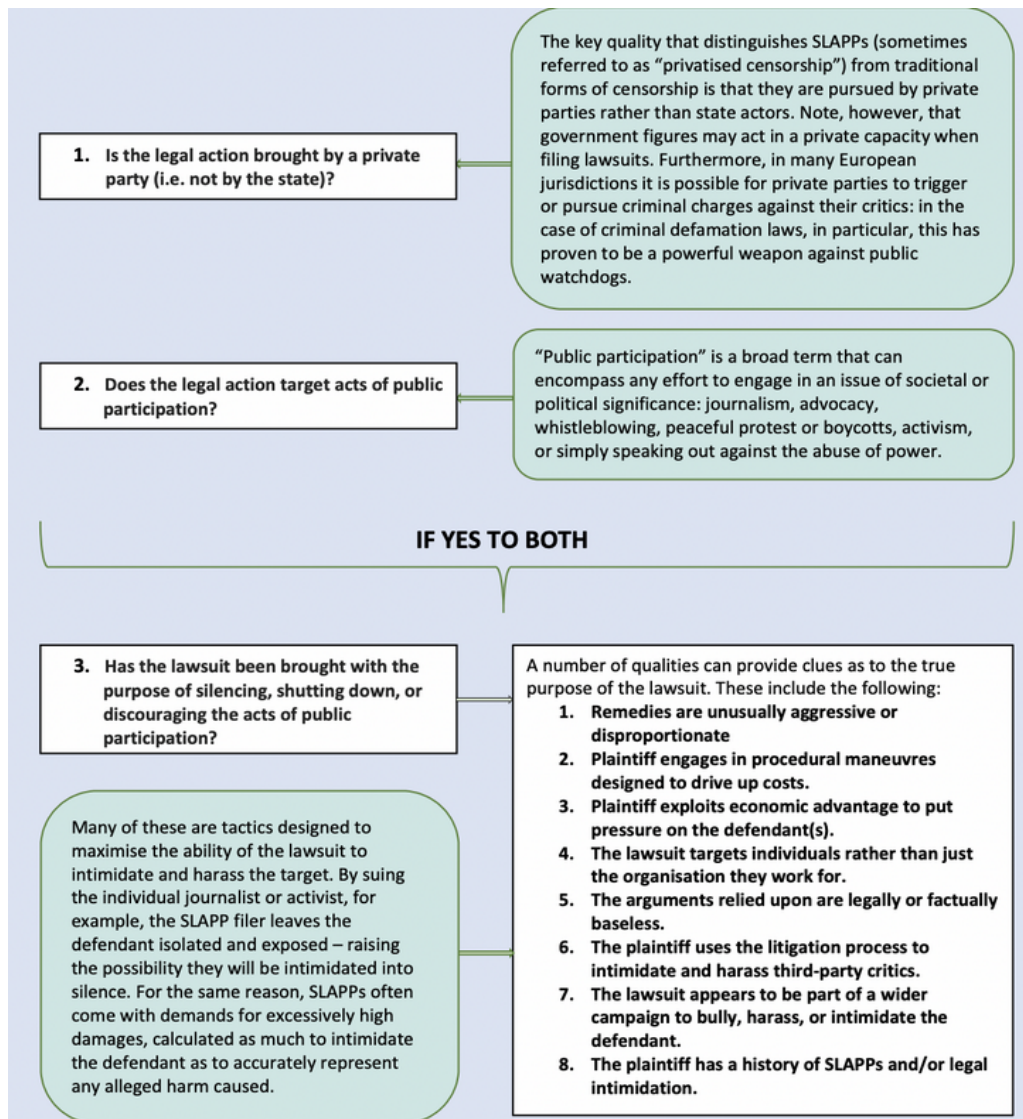 The key quality that distinguishes SLAPPs (sometimes
referred to as “privatised censorship”) from traditional
forms of censorship is that they are pursued by private
parties rather than state actors. Note, however, that
government figures may act in a private capacity when
filing lawsuits. Furthermore, in many European
jurisdictions it is possible for private parties to trigger
or pursue criminal charges against their critics: in the
case of criminal defamation laws, in particular, this has
proven to be a powerful weapon against public
watchdogs.
1. Is the legal action brought by a private
party (i.e. not by the state)?
2. Does the legal action target acts of public
participation?
“Public participation” is a broad term that can
encompass any effort to engage in an issue of societal or
political significance: journalism, advocacy,
whistleblowing, peaceful protest or boycotts, activism,
or simply speaking out against the abuse of power.
IF YES TO BOTH
3. Has the lawsuit been brought with the
purpose of silencing, shutting down, or
discouraging the acts of public
participation?
A number of qualities can provide clues as to the true
purpose of the lawsuit. These include the following:
1. Remedies are unusually aggressive or
disproportionate
2. Plaintiff engages in procedural maneuvres
designed to drive up costs.
3. Plaintiff exploits economic advantage to put
pressure on the defendant(s).
4. The lawsuit targets individuals rather than just
the organisation they work for.
5. The arguments relied upon are legally or factually
baseless.
6. The plaintiff uses the litigation process to
intimidate and harass third-party critics.
7. The lawsuit appears to be part of a wider
campaign to bully, harass, or intimidate the
defendant.
8. The plaintiff has a history of SLAPPs and/or legal
intimidation.
Many of these are tactics designed to
maximise the ability of the lawsuit to
intimidate and harass the target. By suing
the individual journalist or activist, for
example, the SLAPP filer leaves the
defendant isolated and exposed – raising
the possibility they will be intimidated into
silence. For the same reason, SLAPPs often
come with demands for excessively high
damages, calculated as much to intimidate
the defendant as to accurately represent
any alleged harm caused.